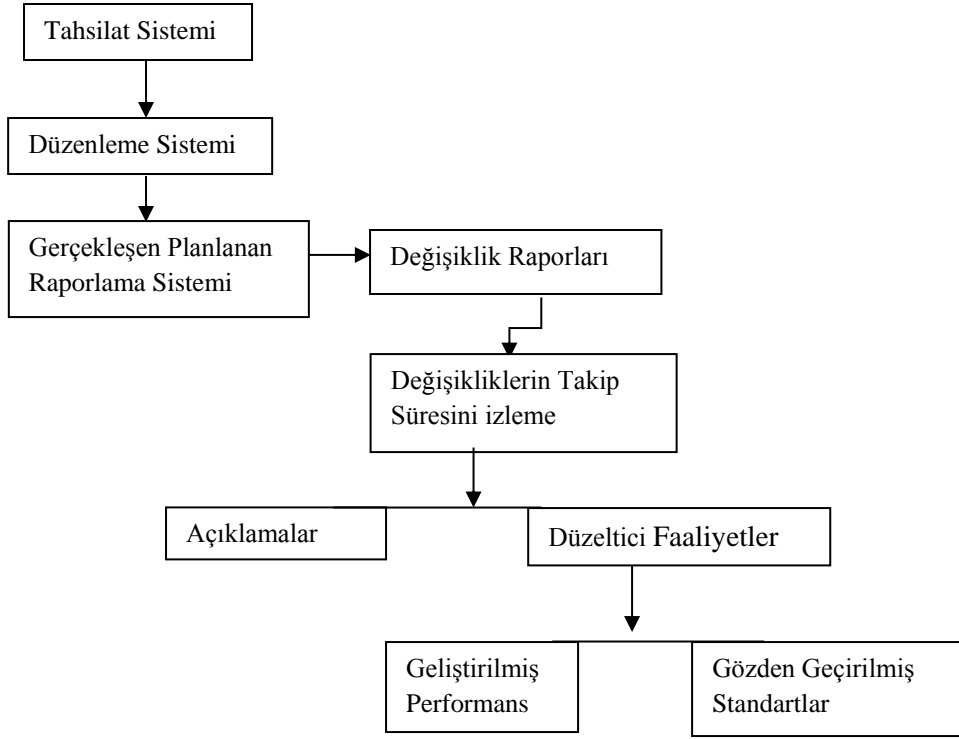 Tahsilat Sistemi
Düzenleme Sistemi
Gerçekleşen Planlanan
Raporlama Sistemi
Değişiklik Raporları
Değişikliklerin Takip
Süresini izleme
Açıklamalar
Düzeltici Faaliyetler
Geliştirilmiş
Performans
Gözden Geçirilmiş
Standartlar